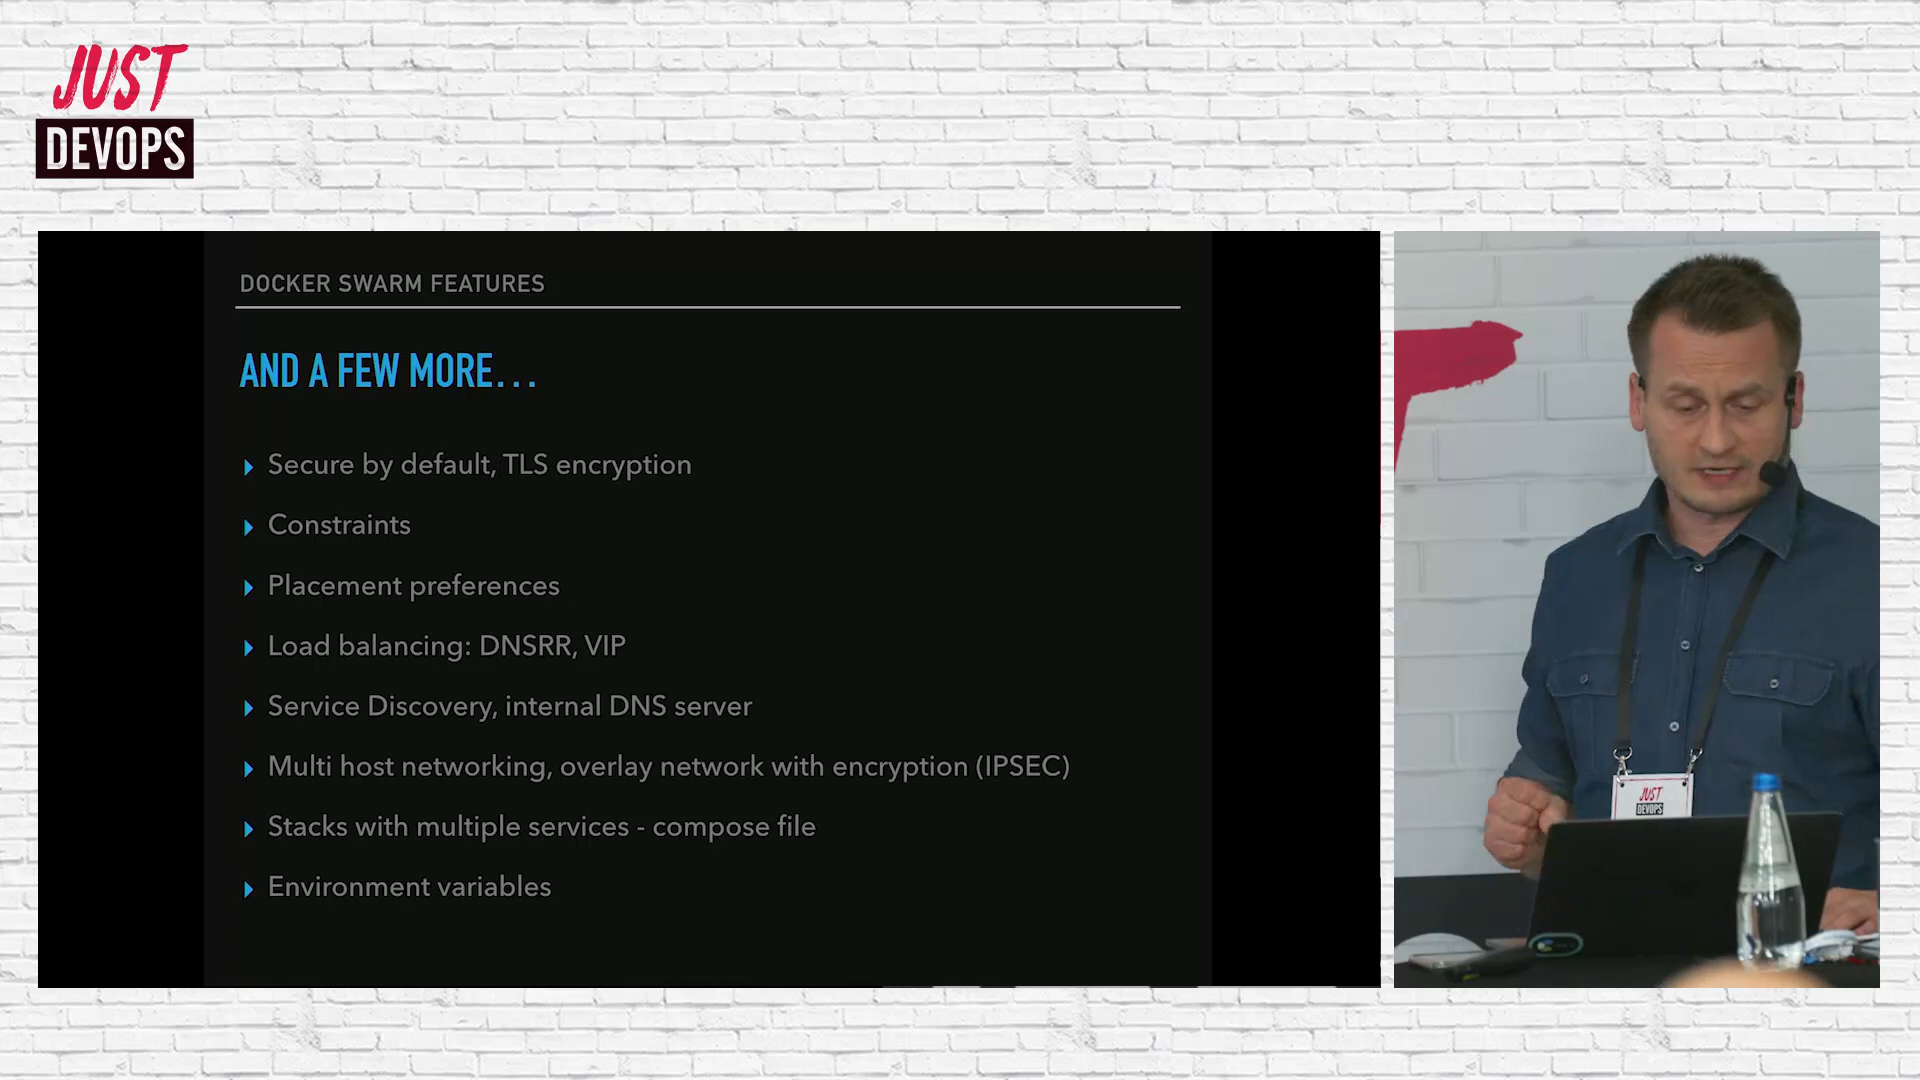 JUST
DEVOPS
DOCKER SWARM FEATURES
AND A FEW MORE...
Secure by default, TLS encryption
Constraints
Placement preferences
Load balancing: DNSRR, VIP
Service Discovery, internal DNS server
Multi host networking, overlay network with encryption (IPSEC)
Stacks with multiple services - compose file
Environment variables
JUST
DEVOPS